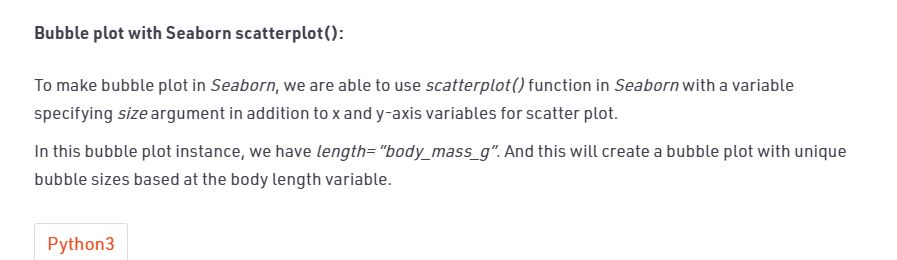 Bubble plot with Seaborn scatterplot():
To make bubble plot in Seaborn, we are able to use scatterplot() function in Seaborn with a variable
specifying size argument in addition to x and y-axis variables for scatter plot.
In this bubble plot instance, we have length= “body_mass_g”. And this will create a bubble plot with unique
bubble sizes based at the body length variable.
Python3